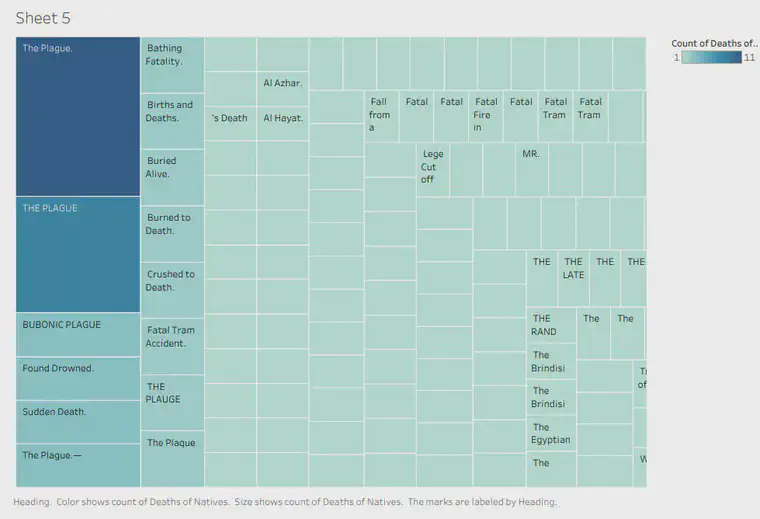 Sheet 5
Count of Deaths of..
1
11
The Plague.
THE PLAGUE
BUBONIC PLAGUE
Found Drowned.
Sudden Death.
The Plague.—
Bathing
Fatality.
Births and
Deaths.
Buried
Alive.
Burned to
Death.
Crushed to
Death.
Fatal Tram
Accident.
THE
PLAUGE
The Plaque
's Death
Al Azhar.
Al Hayat.
Fall
from
a
Fatal
Fatal
Fatal
Fire
in
Fatal
Fatal
Tram
Fatal
Tram
Lege
Cut
off
MR.
THE
THE
LATE
THE
THE
THE
RAND
The
The
The
Brindisi
The
Brindisi
The
Egyptian
The
Heading. Color shows count of Deaths of Natives. Size shows count of Deaths of Natives. The marks are labeled by Heading.